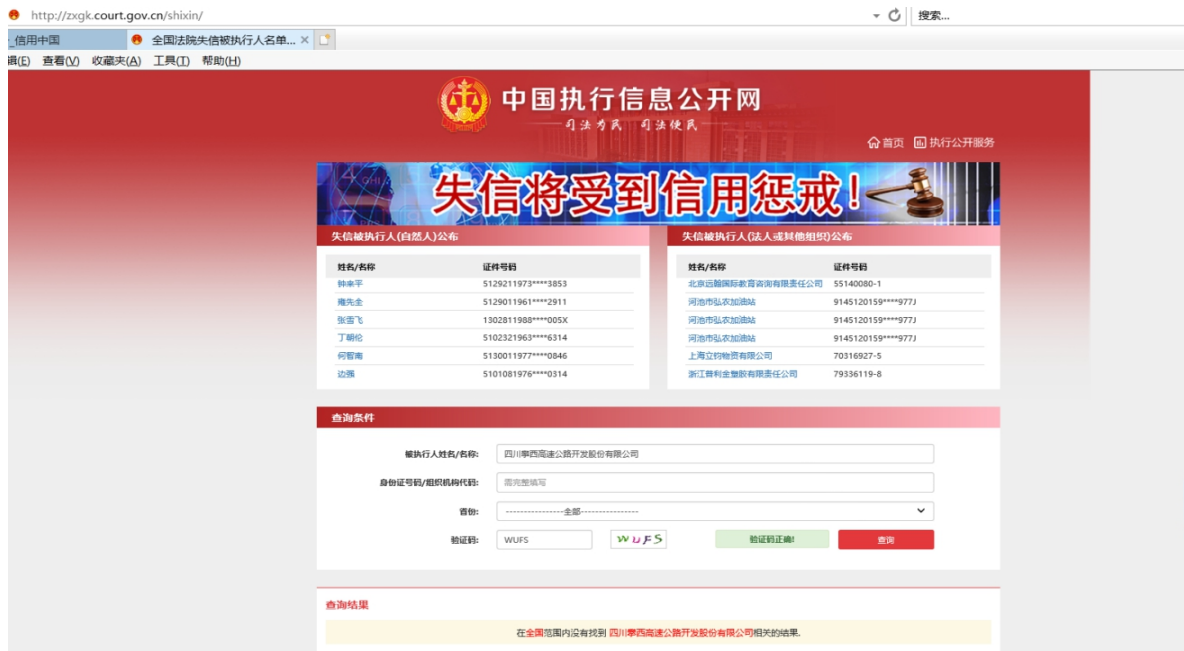 http://zxgk.court.gov.cn/shixin/
搜索...
_信用中国
全国法院失信被执行人名单...
辑(E) 查看(V) 收藏夹(A) 工具(T) 帮助(H)
中国执行信息公开网
司法为民 司法便民
首页 执行公开服务
失信将受到信用惩戒!
失信被执行人(自然人)公布
姓名/名称 证件号码
钟来平 5129211973****3853
雍先全 5129011961****2911
张雪飞 1302811988****005X
丁朝伦 5102321963****6314
何智南 5130011977****0846
边强 5101081976****0314
失信被执行人(法人或其他组织)公布
姓名/名称 证件号码
北京远翰国际教育咨询有限责任公司 55140080-1
河池市弘农加油站 9145120159****977J
河池市弘农加油站 9145120159****977J
河池市弘农加油站 9145120159****977J
上海立钧物资有限公司 70316927-5
浙江普利金塑胶有限责任公司 79336119-8
查询条件
被执行人姓名/名称: 四川攀西高速公路开发股份有限公司
身份证号码/组织机构代码: 需完整填写
省份: ----------------全部----------------
验证码: WUFS WUFS 验证码正确! 查询
查询结果
在全国范围内没有找到 四川攀西高速公路开发股份有限公司相关的结果.